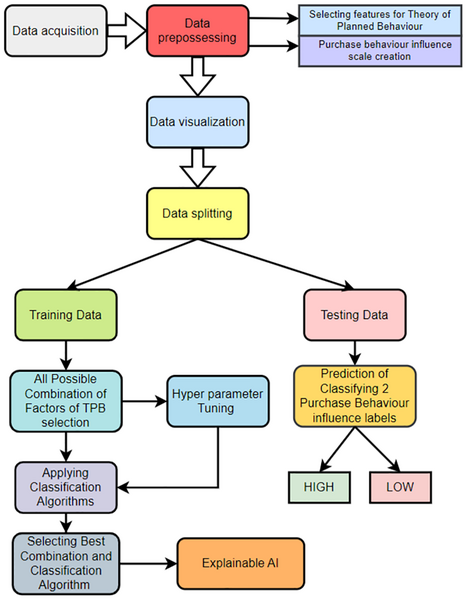 Data acquisition
Data
prepossessing
Selecting features for Theory of
Planned Behaviour
Purchase behaviour influence
scale creation
Data visualization
Data splitting
Training Data
Testing Data
All Possible
Combination of
Factors of TPB
selection
Hyper parameter
Tuning
Prediction of
Classifying 2
Purchase Behaviour
influence labels
Applying
Classification
Algorithms
HIGH
LOW
Selecting Best
Combination and
Classification
Algorithm
Explainable AI